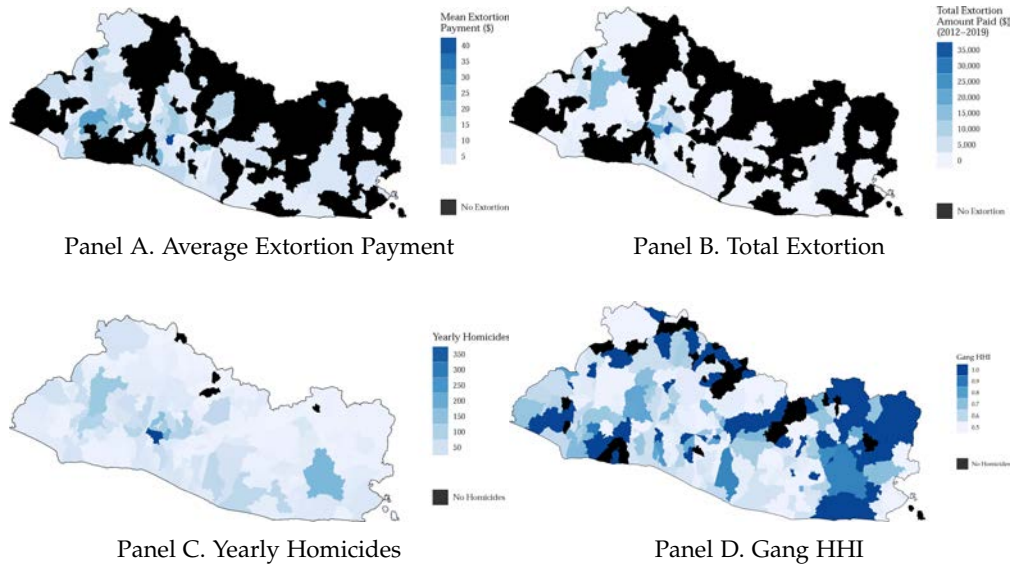 Mean Extortion
Payment ($)
40
35
30
25
20
15
10
5
No Extortion
Panel A. Average Extortion Payment
Total Extortion
Amount Paid ($)
(2012–2019)
35,000
30,000
25,000
20,000
15,000
10,000
5,000
0
No Extortion
Panel B. Total Extortion
Yearly Homicides
350
300
250
200
150
100
50
No Homicides
Panel C. Yearly Homicides
Gang HHI
1.0
0.9
0.8
0.7
0.6
0.5
No Homicides
Panel D. Gang HHI